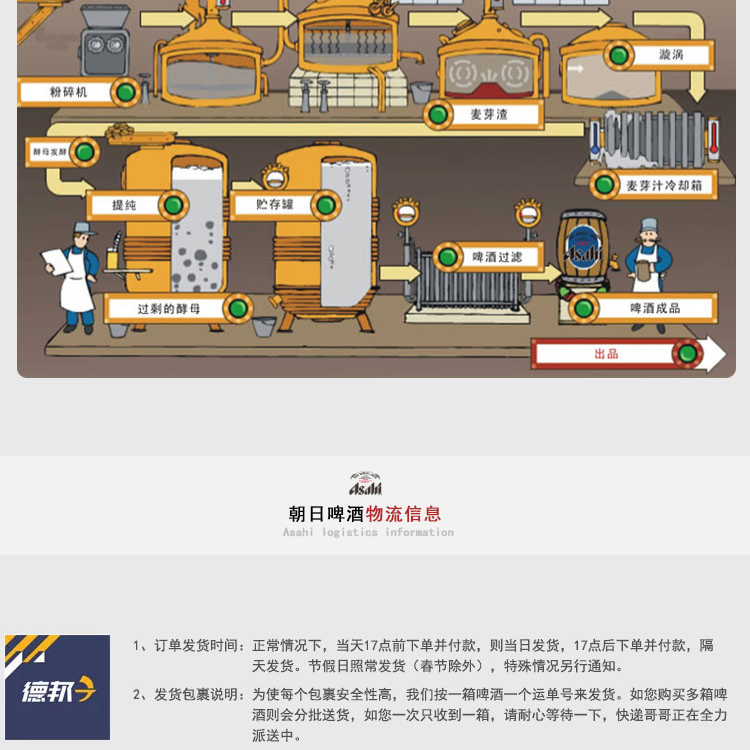 漩涡
粉碎机
麦芽渣
酵母发酵
麦芽汁冷却箱
提纯
贮存罐
Asahi
啤酒过滤
过剩的酵母
啤酒成品
出品
Asahi
朝日啤酒物流信息
Asahi logistics information
德邦
1、订单发货时间：正常情况下，当天17点前下单并付款，则当日发货，17点后下单并付款，隔
天发货。节假日照常发货（春节除外），特殊情况另行通知。
2、发货包裹说明：为使每个包裹安全性高，我们按一箱啤酒一个运单号来发货。如您购买多箱啤
酒则会分批送货，如您一次只收到一箱，请耐心等待一下，快递哥哥正在全力
派送中。